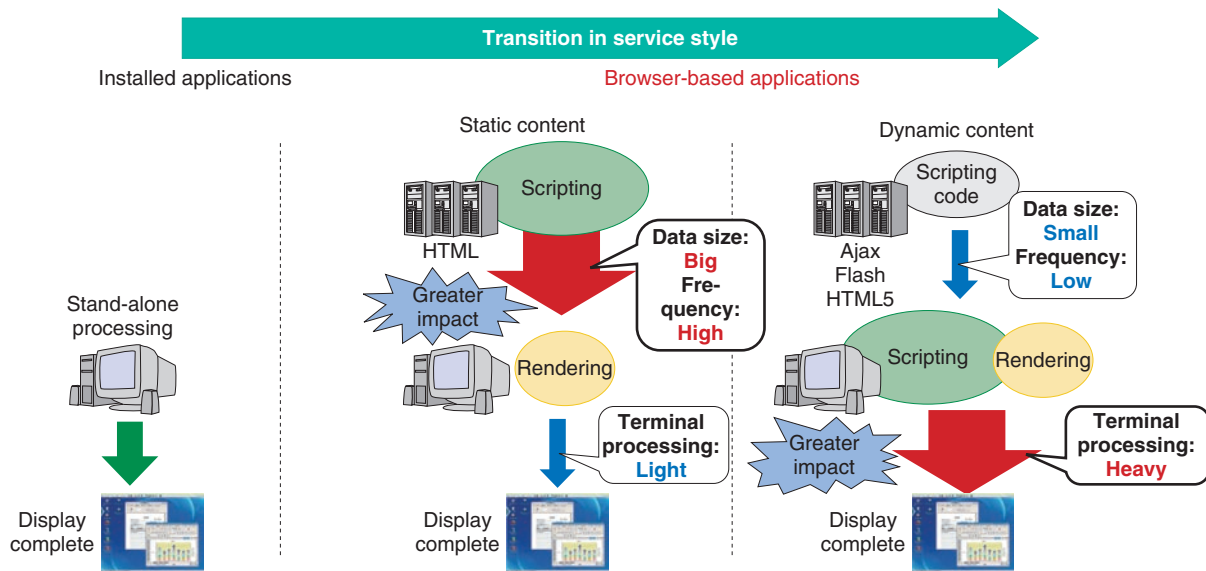 Transition in service style
Installed applications
Browser-based applications
Stand-alone
processing
Display
complete
Static content
Scripting
HTML
Data size:
Big
Fre-
quency:
High
Greater
impact
Rendering
Terminal
processing:
Light
Display
complete
Dynamic content
Scripting
code
Ajax
Flash
HTML5
Data size:
Small
Frequency:
Low
Scripting
Rendering
Greater
impact
Terminal
processing:
Heavy
Display
complete